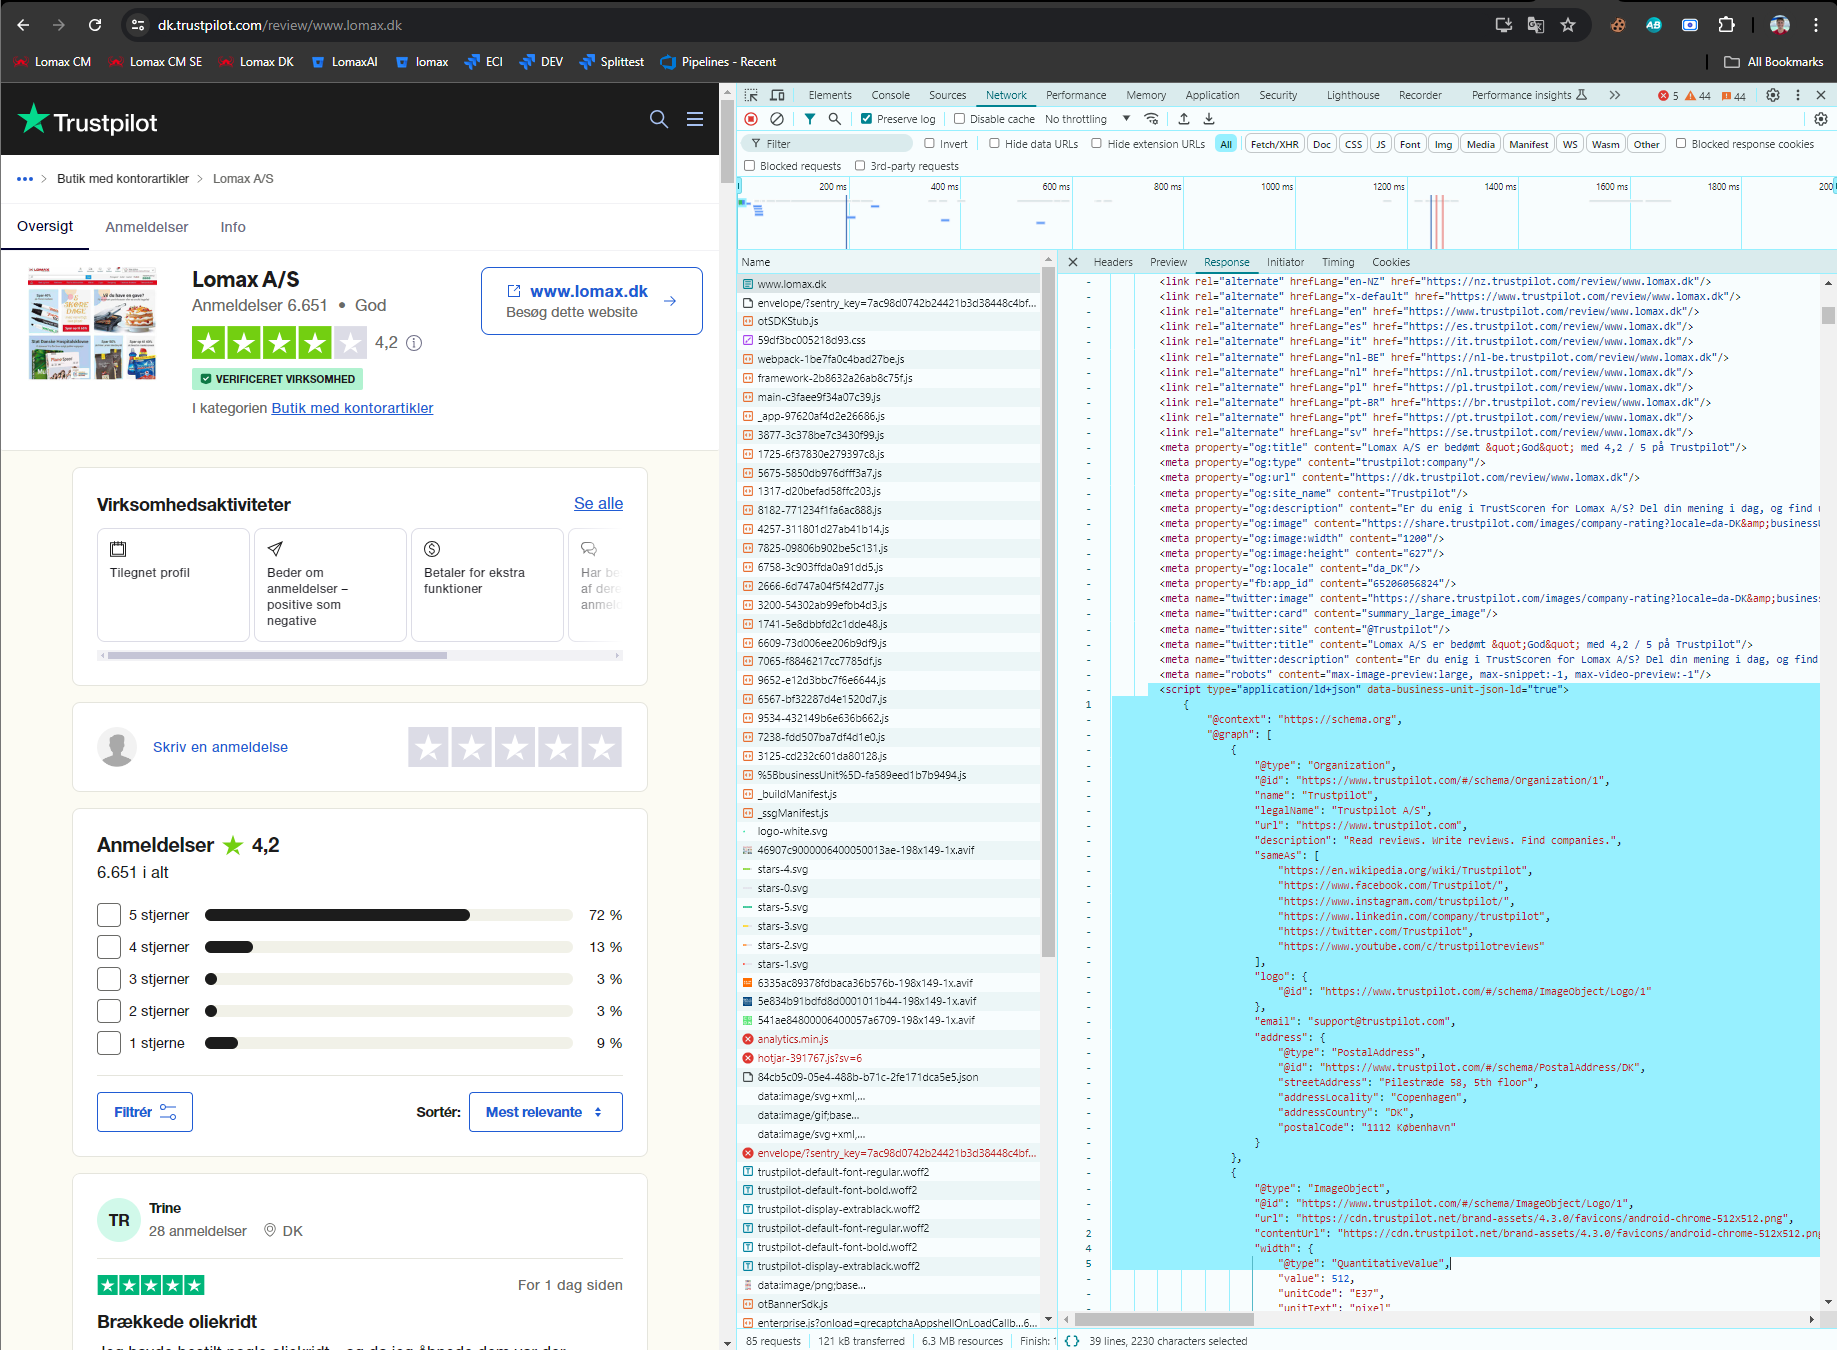 dk.trustpilot.com/review/www.lomax.dk
Lomax CM
Lomax CM SE
Lomax DK
LomaxAI
lomax
ECI
DEV
Splittest
Pipelines - Recent
All Bookmarks
Trustpilot
Butik med kontorartikler
Lomax A/S
Oversigt
Anmeldelser
Info
Lomax A/S
Anmeldelser 6.651 • God
4,2
VERIFICERET VIRKSOMHED
I kategorien Butik med kontorartikler
www.lomax.dk
Besøg dette website
Virksomhedsaktiviteter
Se alle
Tilegnet profil
Beder om
anmeldelser –
positive som
negative
Betaler for ekstra
funktioner
Har be
af dere
anmeld
Skriv en anmeldelse
Anmeldelser 4,2
6.651 i alt
5 stjerner 72 %
4 stjerner 13 %
3 stjerner 3 %
2 stjerner 3 %
1 stjerne 9 %
Filtrér
Sortér: Mest relevante
TR
Trine
28 anmeldelser DK
For 1 dag siden
Brækkede oliekridt
Elements
Console
Sources
Network
Performance
Memory
Application
Security
Lighthouse
Recorder
Performance insights
5
44
44
Preserve log
Disable cache
No throttling
Filter
Invert
Hide data URLs
Hide extension URLs
All
Fetch/XHR
Doc
CSS
JS
Font
Img
Media
Manifest
WS
Wasm
Other
Blocked response cookies
Blocked requests
3rd-party requests
200 ms
400 ms
600 ms
800 ms
1000 ms
1200 ms
1400 ms
1600 ms
1800 ms
200
Name
www.lomax.dk
envelope/?sentry_key=7ac98d0742b24421b3d38448c4bf...
otSDKStub.js
59df3bc005218d93.css
webpack-1be7fa0c4bad27be.js
framework-2b8632a26ab8c75f.js
main-c3faee9f34a07c39.js
_app-97620af4d2e26686.js
3877-3c378be7c3430f99.js
1725-6f37830e279397c8.js
5675-5850db976dfff3a7.js
1317-d20befad58ffc203.js
8182-771234f1fa6ac888.js
4257-311801d27ab41b14.js
7825-09806b902be5c131.js
6758-3c903ffda0a91dd5.js
2666-6d747a04f5f42d77.js
3200-54302ab99efbb4d3.js
1741-5e8dbbfd2c1dde48.js
6609-73d006ee206b9df9.js
7065-f8846217cc7785df.js
9652-e12d3bbc7f6e6644.js
6567-bf32287d4e1520d7.js
9534-432149b6e636b662.js
7238-fdd507ba7df4d1e0.js
3125-cd232c601da80128.js
%5BbusinessUnit%5D-fa589eed1b7b9494.js
_buildManifest.js
_ssgManifest.js
logo-white.svg
46907c9000006400050013ae-198x149-1x.avif
stars-4.svg
stars-0.svg
stars-5.svg
stars-3.svg
stars-2.svg
stars-1.svg
6335ac89378fdbaca36b576b-198x149-1x.avif
5e834b91bdfd8d0001011b44-198x149-1x.avif
541ae84800006400057a6709-198x149-1x.avif
analytics.min.js
hotjar-391767.js?sv=6
84cb5c09-05e4-488b-b71c-2fe171dca5e5.json
data:image/svg+xml,...
data:image/gif;base...
data:image/svg+xml,...
envelope/?sentry_key=7ac98d0742b24421b3d38448c4bf...
trustpilot-default-font-regular.woff2
trustpilot-default-font-bold.woff2
trustpilot-display-extrablack.woff2
trustpilot-default-font-regular.woff2
trustpilot-default-font-bold.woff2
trustpilot-display-extrablack.woff2
data:image/png;base...
otBannerSdk.js
enterprise.js?onload=grecaptchaAppshellOnLoadCallb...6...
85 requests
121 kB transferred
6.3 MB resources
Finish: 1
Headers
Preview
Response
Initiator
Timing
Cookies
<link rel="alternate" hrefLang="en-NZ" href="https://nz.trustpilot.com/review/www.lomax.dk"/>
<link rel="alternate" hrefLang="x-default" href="https://www.trustpilot.com/review/www.lomax.dk"/>
<link rel="alternate" hrefLang="en" href="https://www.trustpilot.com/review/www.lomax.dk"/>
<link rel="alternate" hrefLang="es" href="https://es.trustpilot.com/review/www.lomax.dk"/>
<link rel="alternate" hrefLang="it" href="https://it.trustpilot.com/review/www.lomax.dk"/>
<link rel="alternate" hrefLang="nl-BE" href="https://nl-be.trustpilot.com/review/www.lomax.dk"/>
<link rel="alternate" hrefLang="nl" href="https://nl.trustpilot.com/review/www.lomax.dk"/>
<link rel="alternate" hrefLang="pl" href="https://pl.trustpilot.com/review/www.lomax.dk"/>
<link rel="alternate" hrefLang="pt-BR" href="https://br.trustpilot.com/review/www.lomax.dk"/>
<link rel="alternate" hrefLang="pt" href="https://pt.trustpilot.com/review/www.lomax.dk"/>
<link rel="alternate" hrefLang="sv" href="https://se.trustpilot.com/review/www.lomax.dk"/>
<meta property="og:title" content="Lomax A/S er bedømt &quot;God&quot; med 4,2 / 5 på Trustpilot"/>
<meta property="og:type" content="trustpilot:company"/>
<meta property="og:url" content="https://dk.trustpilot.com/review/www.lomax.dk"/>
<meta property="og:site_name" content="Trustpilot"/>
<meta property="og:description" content="Er du enig i TrustScoren for Lomax A/S? Del din mening i dag, og find
<meta property="og:image" content="https://share.trustpilot.com/images/company-rating?locale=da-DK&amp;business
<meta property="og:image:width" content="1200"/>
<meta property="og:image:height" content="627"/>
<meta property="og:locale" content="da_DK"/>
<meta property="fb:app_id" content="65206056824"/>
<meta name="twitter:image" content="https://share.trustpilot.com/images/company-rating?locale=da-DK&amp;busines
<meta name="twitter:card" content="summary_large_image"/>
<meta name="twitter:site" content="@Trustpilot"/>
<meta name="twitter:title" content="Lomax A/S er bedømt &quot;God&quot; med 4,2 / 5 på Trustpilot"/>
<meta name="twitter:description" content="Er du enig i TrustScoren for Lomax A/S? Del din mening i dag, og find
<meta name="robots" content="max-image-preview:large, max-snippet:-1, max-video-preview:-1"/>
<script type="application/ld+json" data-business-unit-json-ld="true">
1 {
"@context": "https://schema.org",
"@graph": [
{
"@type": "Organization",
"@id": "https://www.trustpilot.com/#/schema/Organization/1",
"name": "Trustpilot",
"legalName": "Trustpilot A/S",
"url": "https://www.trustpilot.com",
"description": "Read reviews. Write reviews. Find companies.",
"sameAs": [
"https://en.wikipedia.org/wiki/Trustpilot",
"https://www.facebook.com/Trustpilot/",
"https://www.instagram.com/trustpilot/",
"https://www.linkedin.com/company/trustpilot",
"https://twitter.com/Trustpilot",
"https://www.youtube.com/c/trustpilotreviews"
],
"logo": {
"@id": "https://www.trustpilot.com/#/schema/ImageObject/Logo/1"
},
"email": "support@trustpilot.com",
"address": {
"@type": "PostalAddress",
"@id": "https://www.trustpilot.com/#/schema/PostalAddress/DK",
"streetAddress": "Pilestræde 58, 5th floor",
"addressLocality": "Copenhagen",
"addressCountry": "DK",
"postalCode": "1112 København"
}
},
{
"@type": "ImageObject",
"@id": "https://www.trustpilot.com/#/schema/ImageObject/Logo/1",
"url": "https://cdn.trustpilot.net/brand-assets/4.3.0/favicons/android-chrome-512x512.png",
2 "contentUrl": "https://cdn.trustpilot.net/brand-assets/4.3.0/favicons/android-chrome-512x512.png
4 "width": {
5 "@type": "QuantitativeValue",
"value": 512,
"unitCode": "E37",
"unitText": "pixel"
39 lines, 2230 characters selected